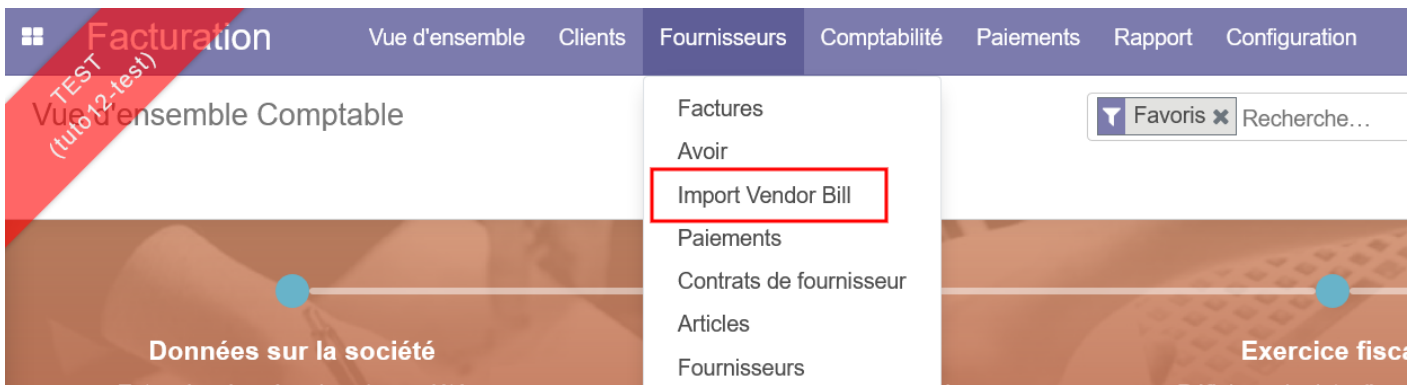 Facturation
Vue d'ensemble
Clients
Fournisseurs
Comptabilité
Paiements
Rapport
Configuration
TEST
(tuto12-test)
Vue d'ensemble Comptable
Favoris
Recherche...
Factures
Avoir
Import Vendor Bill
Paiements
Contrats de fournisseur
Articles
Fournisseurs
Données sur la société
Exercice fisca